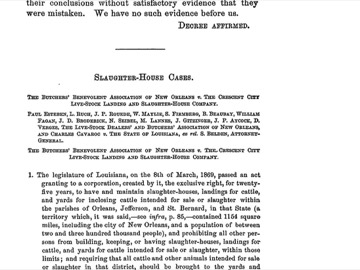 their conclusions without satisfactory evidence that they
were mistaken. We have no such evidence before us.
DECREE AFFIRMED.
SLAUGHTER-HOUSE CASES.
THE BUTCHERS' BENEVOLENT ASSOCIATION OF NEW ORLEANS v. THE CRESCENT CITY
LIVE-STOCK LANDING AND SLAUGHTER-HOUSE COMPANY.
PAUL ESTEBEN, L. RUCH, J. P. ROUEDE, W. MAYLIE, S. FIRMBERG, B. BEAUBAY, WILLIAM
FAGAN, J. D. BRODERICK, N. SEIBEL, M. LANNES, J. GITZINGER, J. P. AYCOCK, D.
VERGES, THE LIVE-STOCK DEALERS' AND BUTCHERS' ASSOCIATION OF NEW ORLEANS,
AND CHARLES CAVAROC v. THE STATE OF LOUISIANA, ex rel. S. BELDEN, ATTORNEY-
GENERAL.
THE BUTCHERS' BENEVOLENT ASSOCIATION OF NEW ORLEANS v. THE CRESCENT CITY
LIVE-STOCK LANDING AND SLAUGHTER-HOUSE COMPANY.
1. The legislature of Louisiana, on the 8th of March, 1869, passed an act
granting to a corporation, created by it, the exclusive right, for twenty-
five years, to have and maintain slaughter-houses, landings for cattle,
and yards for inclosing cattle intended for sale or slaughter within
the parishes of Orleans, Jefferson, and St. Bernard, in that State (a
territory which, it was said,—see infra, p. 85,—contained 1154 square
miles, including the city of New Orleans, and a population of between
two and three hundred thousand people), and prohibiting all other per-
sons from building, keeping, or having slaughter-houses, landings for
cattle, and yards for cattle intended for sale or slaughter, within those
limits; and requiring that all cattle and other animals intended for sale
or slaughter in that district, should be brought to the yards and